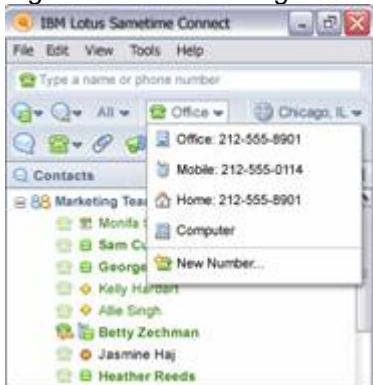 IBM Lotus Sametime Connect
File Edit View Tools Help
Type a name or phone number
All Office Chicago, IL
Office: 212-555-8901
Mobile: 212-555-0114
Home: 212-555-8901
Computer
New Number...
Contacts
Marketing Tea
Monifa
Sam Cu
George
Kelly Hardart
Allie Singh
Betty Zechman
Jasmine Haj
Heather Reeds